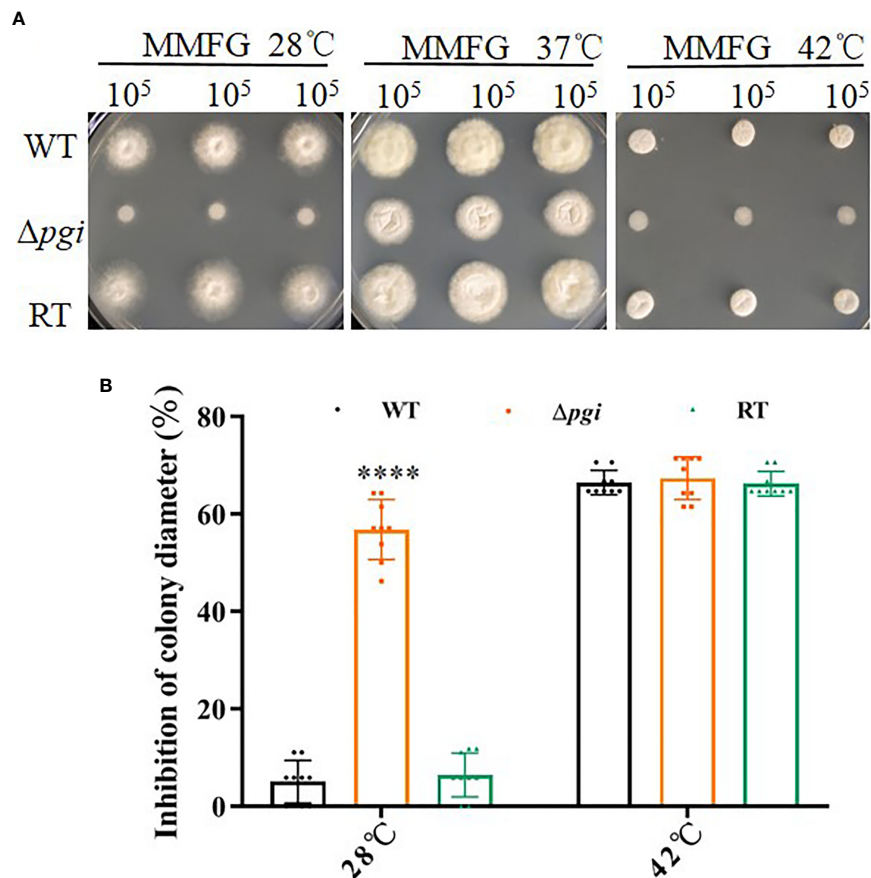 A
MMFG 28℃ MMFG 37℃ MMFG 42℃
10⁵ 10⁵ 10⁵ 10⁵ 10⁵ 10⁵ 10⁵ 10⁵ 10⁵
WT
Δpgi
RT
B
Inhibition of colony diameter (%)
WT Δpgi RT
80
60
40
20
0
****
28℃ 42℃